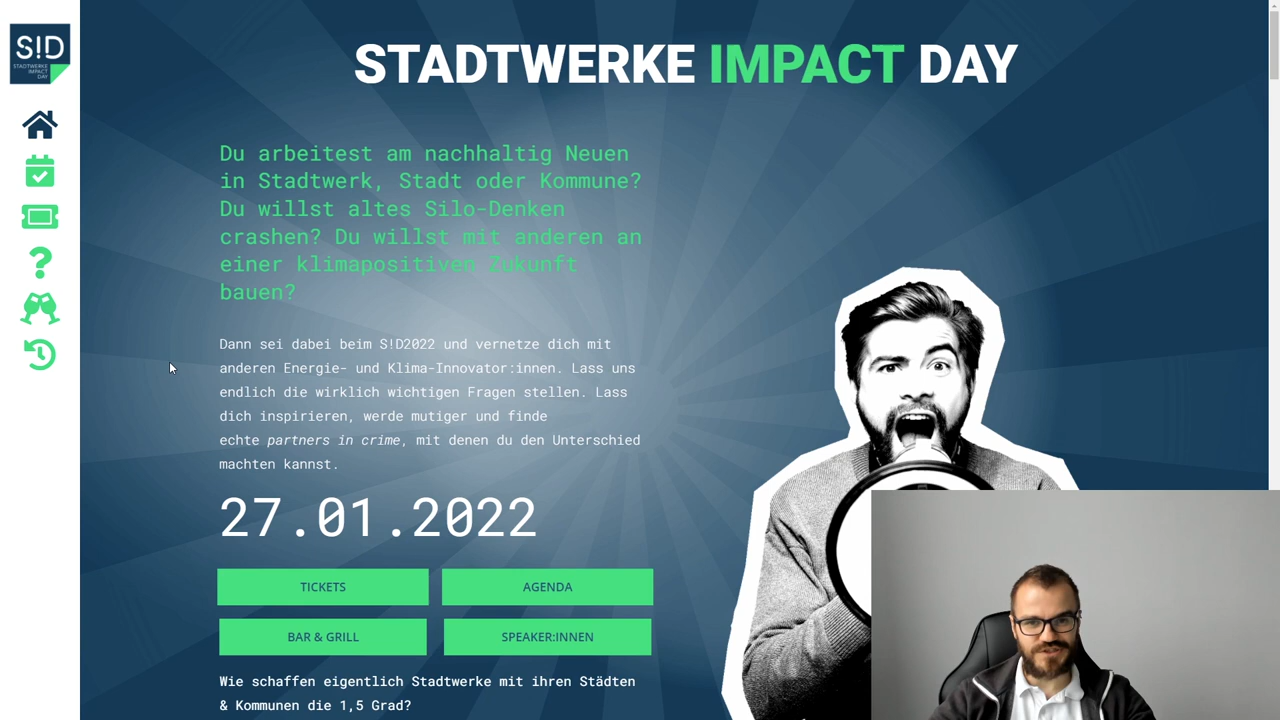 S!D
STADTWERKE
IMPACT
DAY
STADTWERKE IMPACT DAY
Du arbeitest am nachhaltig Neuen
in Stadtwerk, Stadt oder Kommune?
Du willst altes Silo-Denken
crashen? Du willst mit anderen an
einer klimapositiven Zukunft
bauen?
Dann sei dabei beim S!D2022 und vernetze dich mit
anderen Energie- und Klima-Innovator:innen. Lass uns
endlich die wirklich wichtigen Fragen stellen. Lass
dich inspirieren, werde mutiger und finde
echte partners in crime, mit denen du den Unterschied
machten kannst.
27.01.2022
TICKETS
AGENDA
BAR & GRILL
SPEAKER:INNEN
Wie schaffen eigentlich Stadtwerke mit ihren Städten
& Kommunen die 1,5 Grad?